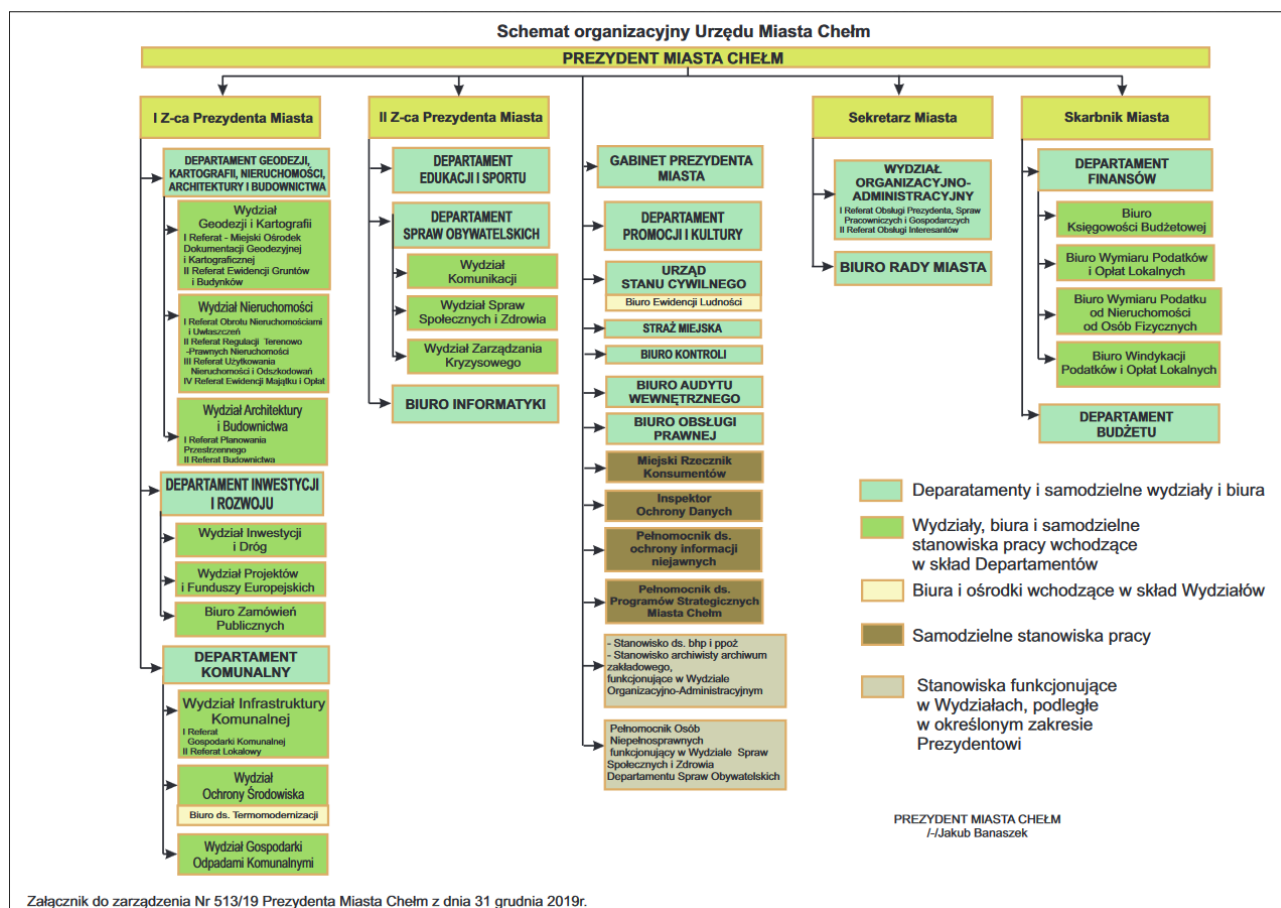 Schemat organizacyjny Urzędu Miasta Chełm
PREZYDENT MIASTA CHEŁM
I Z-ca Prezydenta Miasta
DEPARTAMENT GEODEZJI,
KARTOGRAFII, NIERUCHOMOŚCI,
ARCHITEKTURY I BUDOWNICTWA
Wydział
Geodezji i Kartografii
I Referat - Miejski Ośrodek
Dokumentacji Geodezyjnej
i Kartograficznej
II Referat Ewidencji Gruntów
i Budynków
Wydział Nieruchomości
I Referat Obrotu Nieruchomościami
i Uwłaszczeń
II Referat Regulacji Terenowo
-Prawnych Nieruchomości
III Referat Użytkowania
Nieruchomości i Odszkodowań
IV Referat Ewidencji Majątku i Opłat
Wydział Architektury
i Budownictwa
I Referat Planowania
Przestrzennego
II Referat Budownictwa
DEPARTAMENT INWESTYCJI
I ROZWOJU
Wydział Inwestycji
i Dróg
Wydział Projektów
i Funduszy Europejskich
Biuro Zamówień
Publicznych
DEPARTAMENT
KOMUNALNY
Wydział Infrastruktury
Komunalnej
I Referat
Gospodarki Komunalnej
II Referat Lokalowy
Wydział
Ochrony Środowiska
Biuro ds. Termomodernizacji
Wydział Gospodarki
Odpadami Komunalnymi
II Z-ca Prezydenta Miasta
DEPARTAMENT
EDUKACJI I SPORTU
DEPARTAMENT
SPRAW OBYWATELSKICH
Wydział
Komunikacji
Wydział Spraw
Społecznych i Zdrowia
Wydział Zarządzania
Kryzysowego
BIURO INFORMATYKI
GABINET PREZYDENTA
MIASTA
DEPARTAMENT
PROMOCJI I KULTURY
URZĄD
STANU CYWILNEGO
Biuro Ewidencji Ludności
STRAŻ MIEJSKA
BIURO KONTROLI
BIURO AUDYTU
WEWNĘTRZNEGO
BIURO OBSŁUGI
PRAWNEJ
Miejski Rzecznik
Konsumentów
Inspektor
Ochrony Danych
Pełnomocnik ds.
ochrony informacji
niejawnych
Pełnomocnik ds.
Programów Strategicznych
Miasta Chełm
- Stanowisko ds. bhp i ppoż
- Stanowisko archiwisty archiwum
zakładowego,
funkcjonujące w Wydziale
Organizacyjno-Administracyjnym
Pełnomocnik Osób
Niepełnosprawnych
funkcjonujący w Wydziale Spraw
Społecznych i Zdrowia
Departamentu Spraw Obywatelskich
Sekretarz Miasta
WYDZIAŁ
ORGANIZACYJNO-
ADMINISTRACYJNY
I Referat Obsługi Prezydenta, Spraw
Pracowniczych i Gospodarczych
II Referat Obsługi Interesantów
BIURO RADY MIASTA
Skarbnik Miasta
DEPARTAMENT
FINANSÓW
Biuro
Księgowości Budżetowej
Biuro Wymiaru Podatków
i Opłat Lokalnych
Biuro Wymiaru Podatku
od Nieruchomości
od Osób Fizycznych
Biuro Windykacji
Podatków i Opłat Lokalnych
DEPARTAMENT
BUDŻETU
Deparatamenty i samodzielne wydziały i biura
Wydziały, biura i samodzielne
stanowiska pracy wchodzące
w skład Departamentów
Biura i ośrodki wchodzące w skład Wydziałów
Samodzielne stanowiska pracy
Stanowiska funkcjonujące
w Wydziałach, podległe
w określonym zakresie
Prezydentowi
PREZYDENT MIASTA CHEŁM
/-/Jakub Banaszek
Załącznik do zarządzenia Nr 513/19 Prezydenta Miasta Chełm z dnia 31 grudnia 2019r.